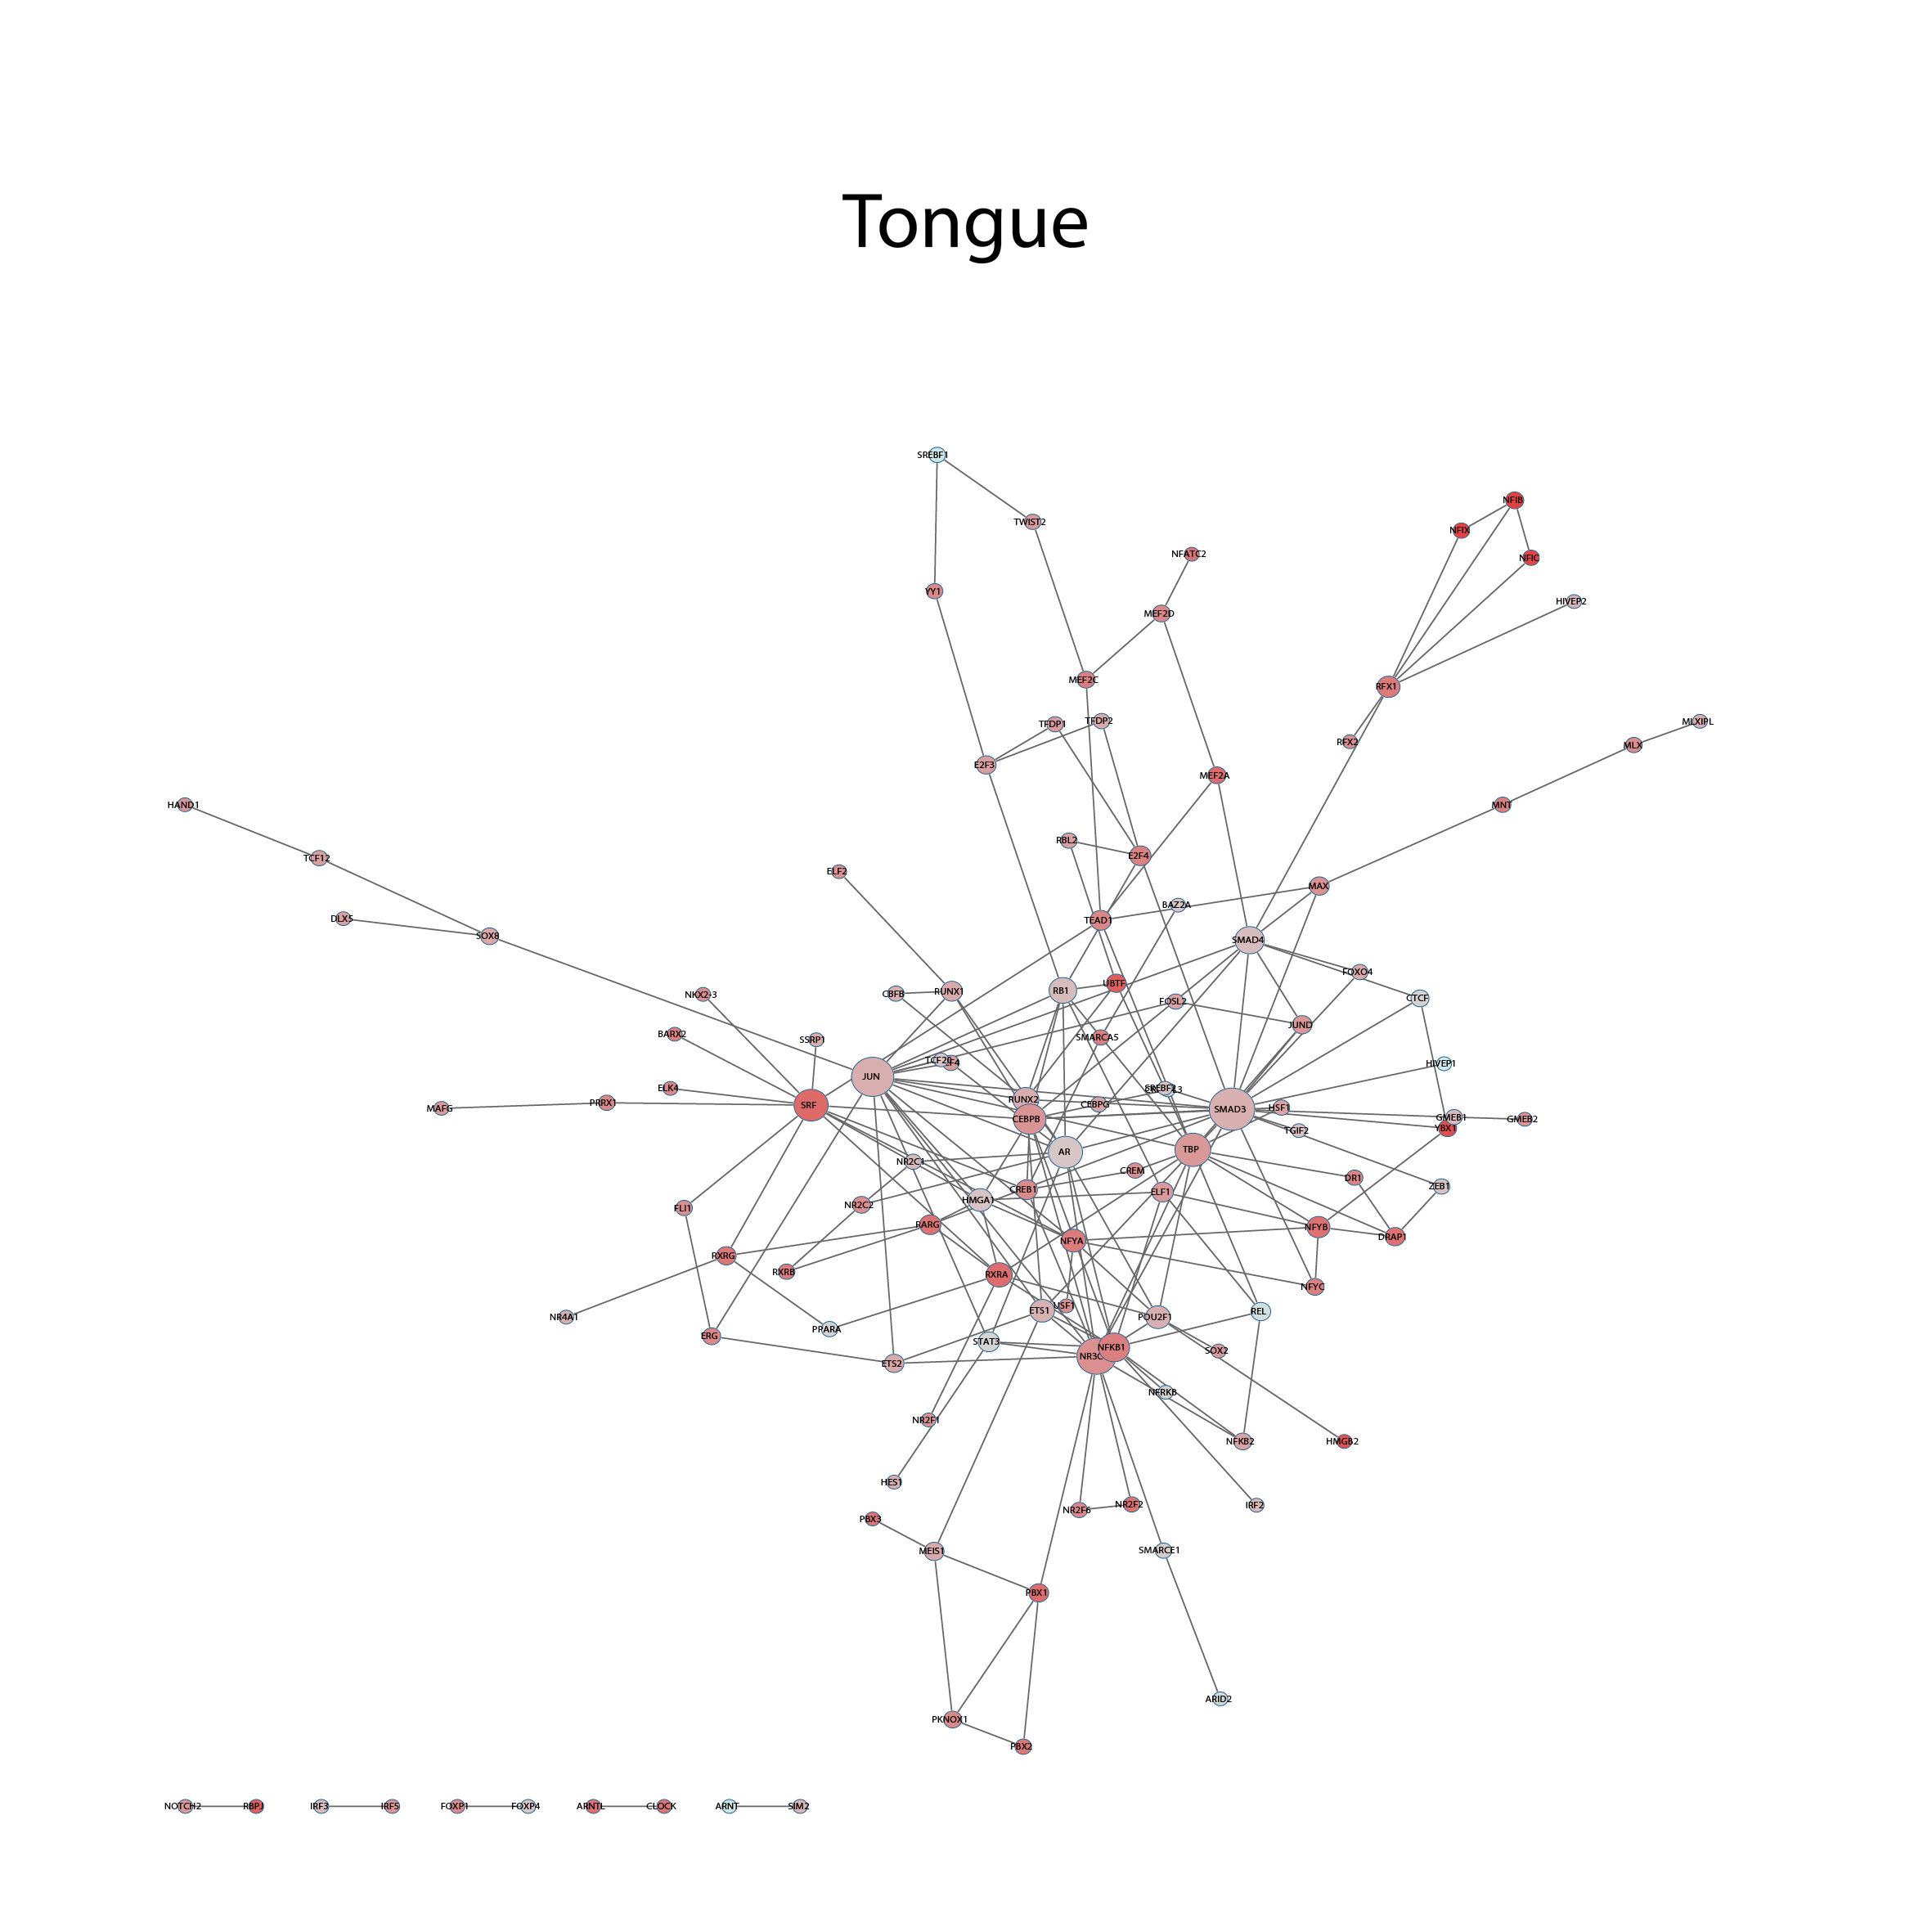 Tongue
SREBF1
NFIB
TWIST2
NFIX
NFATC2
NFIC
YY1
HIVEP2
MEF2D
MEF2C
RFX1
TFDP1
TFDP2
MLXIPL
RFX2
MLX
E2F3
MEF2A
HAND1
MNT
RBL2
E2F4
TCF12
ELF2
MAX
BAZ2A
DLX5
TEAD1
SOX8
SMAD4
FOXO4
UBTF
RB1
CBFB
RUNX1
NKX2-3
CTCF
FOSL2
JUND
BARX2
SMARCA5
SSRP1
TCF20
HIVEP1
JUN
ELK4
SREBF2
RUNX2
PRRX1
SRF
CEBPG
MAFG
SMAD3
HSF1
GMEB1
GMEB2
CEBPB
YBX1
TGIF2
TBP
AR
NR2C1
CREM
DR1
ZEB1
CREB1
ELF1
HMGA1
NR2C2
FLI1
RARG
NFYB
DRAP1
NFYA
RXRG
RXRB
RXRA
NFYC
USF1
ETS1
REL
NR4A1
POU2F1
PPARA
ERG
STAT3
NFKB1
SOX2
ETS2
NFRKB
NR2F1
NFKB2
HMGB2
HES1
NR2F2
IRF2
NR2F6
PBX3
MEIS1
SMARCE1
PBX1
ARID2
PKNOX1
PBX2
NOTCH2 RBPJ IRF3 IRF5 FOXP1 FOXP4 ARNTL CLOCK ARNT SIM2